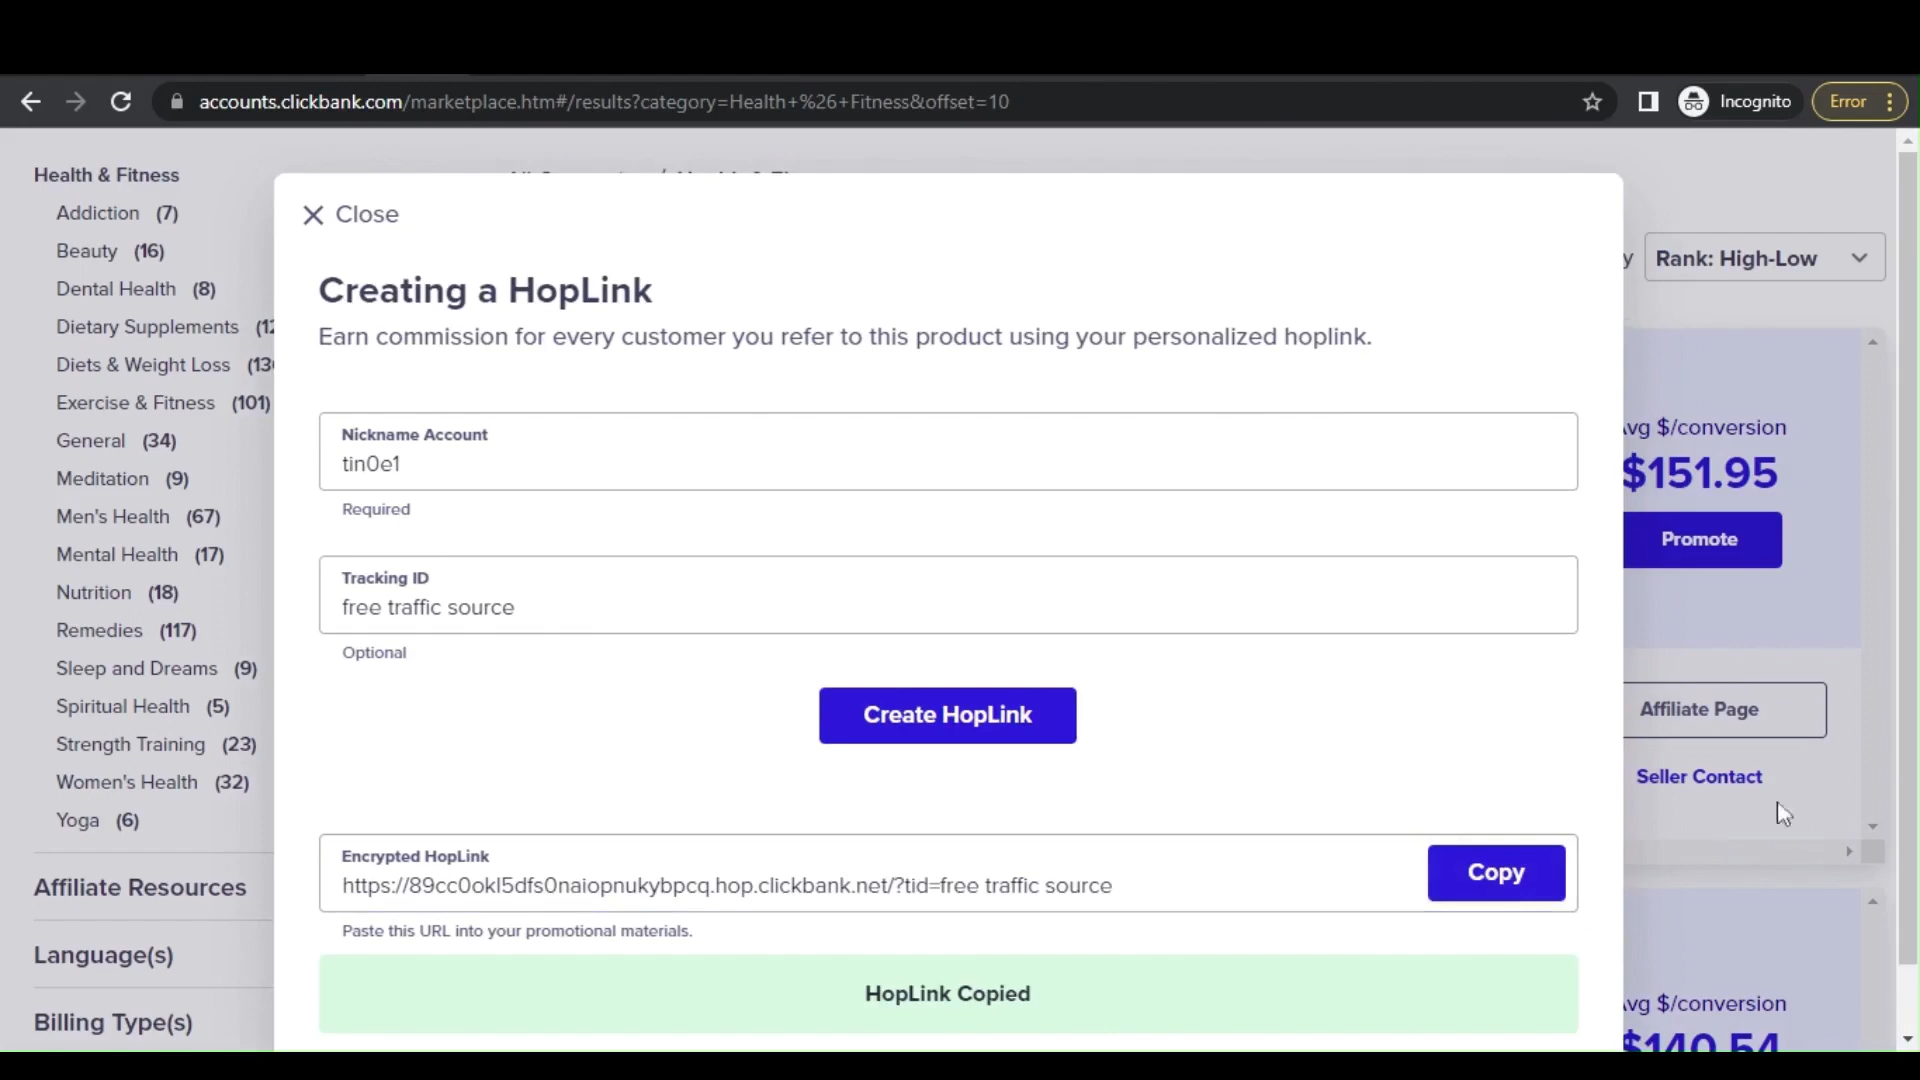 accounts.clickbank.com/marketplace.htm#/results?category=Health+%26+Fitness&offset=10
Incognito
Error
Health & Fitness
Addiction (7)
Beauty (16)
Dental Health (8)
Dietary Supplements
Diets & Weight Loss
Exercise & Fitness (101)
General (34)
Meditation (9)
Men's Health (67)
Mental Health (17)
Nutrition (18)
Remedies (117)
Sleep and Dreams (9)
Spiritual Health (5)
Strength Training (23)
Women's Health (32)
Yoga (6)
Affiliate Resources
Language(s)
Billing Type(s)
Close
Creating a HopLink
Earn commission for every customer you refer to this product using your personalized hoplink.
Nickname Account
tin0e1
Required
Tracking ID
free traffic source
Optional
Create HopLink
Encrypted HopLink
https://89cc0okl5dfs0naiopnukybpcq.hop.clickbank.net/?tid=free traffic source
Copy
Paste this URL into your promotional materials.
HopLink Copied
Rank: High-Low
Avg $/conversion
$151.95
Promote
Affiliate Page
Seller Contact
Avg $/conversion
$140.54